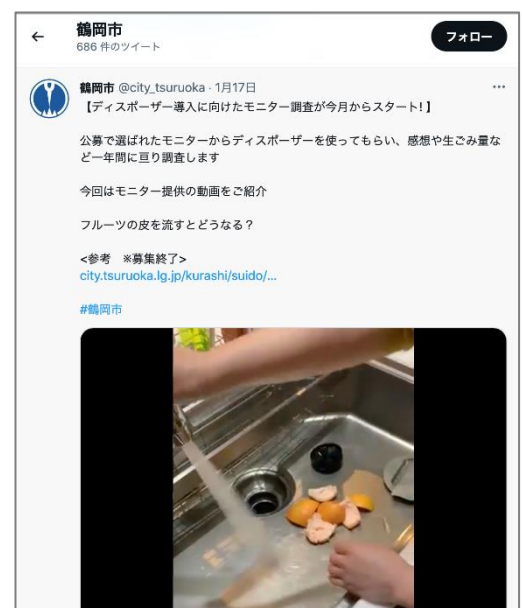 鶴岡市
686 件のツイート
フォロー
鶴岡市 @city_tsuruoka · 1月17日
【ディスポーザー導入に向けたモニター調査が今月からスタート!】
公募で選ばれたモニターからディスポーザーを使ってもらい、感想や生ごみ量な
ど一年間に亘り調査します
今回はモニター提供の動画をご紹介
フルーツの皮を流すとどうなる？
<参考　※募集終了>
city.tsuruoka.lg.jp/kurashi/suido/...
#鶴岡市